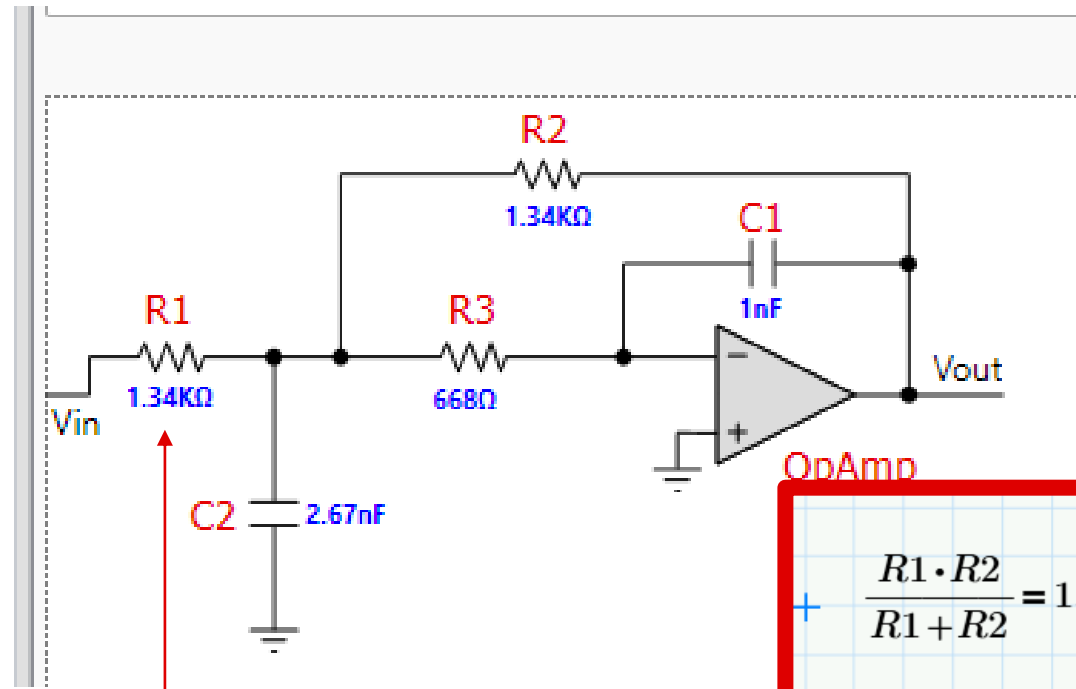 R2
1.34KΩ
C1
1nF
R1
1.34KΩ
R3
668Ω
Vin
−
+
Vout
OpAmp
C2
2.67nF
R1·R2
R1+R2
= 1